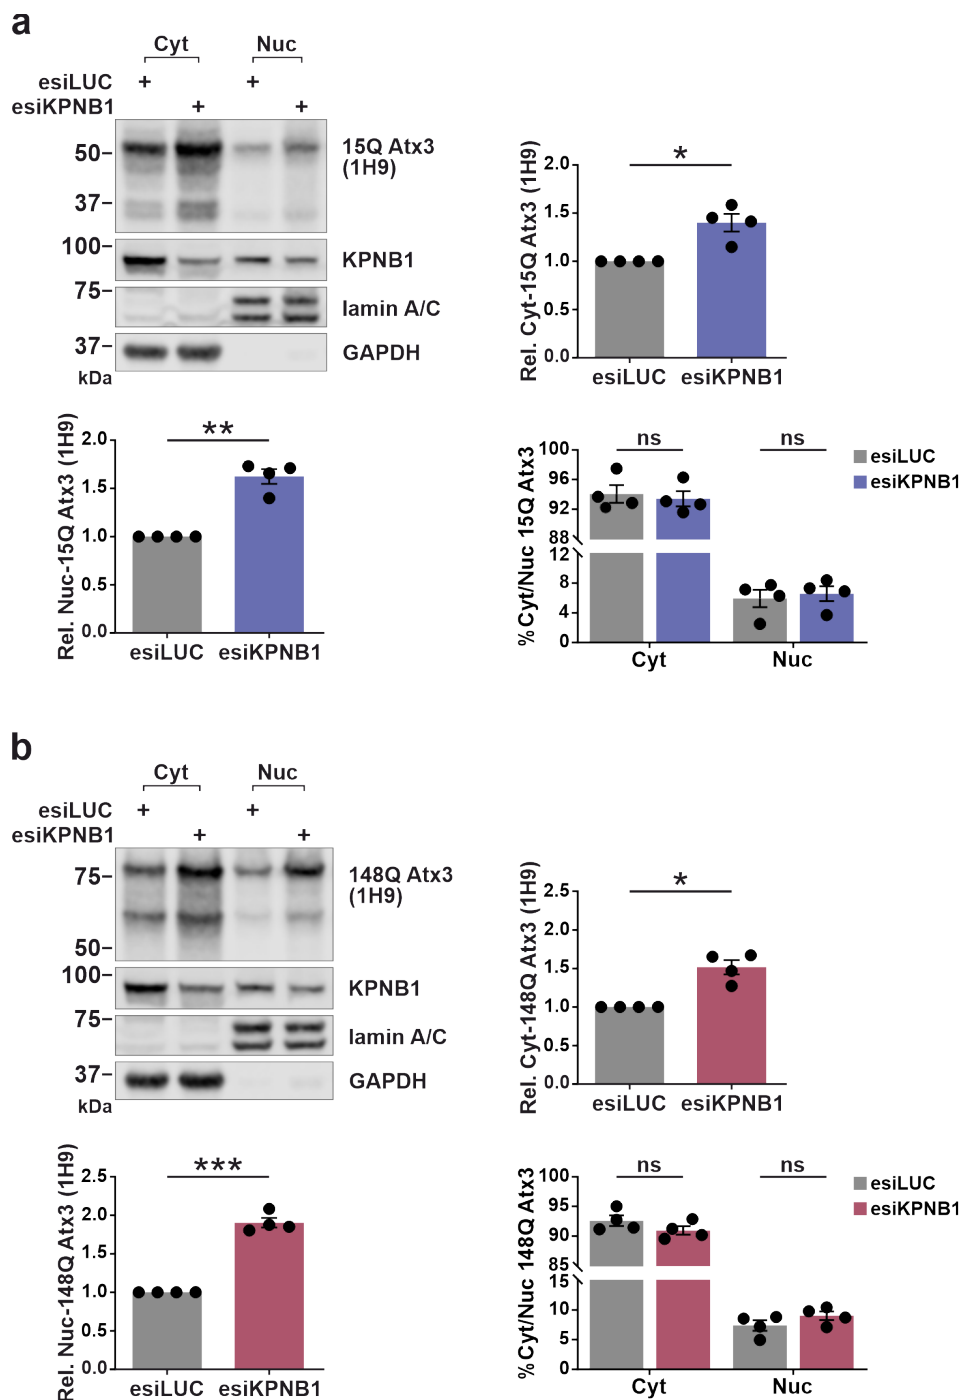 a
Cyt Nuc
esiLUC + +
esiKPNB1 + +
50
37
15Q Atx3
(1H9)
100
KPNB1
75
lamin A/C
37
GAPDH
kDa
Rel. Cyt-15Q Atx3 (1H9)
2.0
1.5
1.0
0.5
0.0
*
esiLUC esiKPNB1
Rel. Nuc-15Q Atx3 (1H9)
2.0
1.5
1.0
0.5
0.0
**
esiLUC esiKPNB1
% Cyt/Nuc 15Q Atx3
100
96
92
88
12
8
4
0
ns ns
Cyt Nuc
esiLUC
esiKPNB1
b
Cyt Nuc
esiLUC + +
esiKPNB1 + +
75
50
148Q Atx3
(1H9)
100
KPNB1
75
lamin A/C
37
GAPDH
kDa
Rel. Cyt-148Q Atx3 (1H9)
2.5
2.0
1.5
1.0
0.5
0.0
*
esiLUC esiKPNB1
Rel. Nuc-148Q Atx3 (1H9)
2.5
2.0
1.5
1.0
0.5
0.0
***
esiLUC esiKPNB1
% Cyt/Nuc 148Q Atx3
100
95
90
85
15
10
5
0
ns ns
Cyt Nuc
esiLUC
esiKPNB1